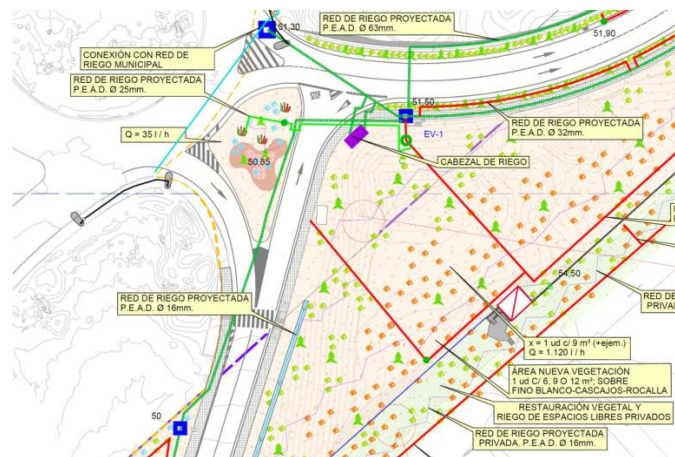 RED DE RIEGO PROYECTADA
P.E.A.D. Ø 63mm.
51,30
51,90
CONEXIÓN CON RED DE
RIEGO MUNICIPAL
RED DE RIEGO PROYECTADA
P.E.A.D. Ø 25mm.
51,50
RED DE RIEGO PROYECTADA
P.E.A.D. Ø 32mm.
Q = 35 l / h
EV-1
CABEZAL DE RIEGO
50,85
54,50
RED DE RIEGO PROYECTADA
P.E.A.D. Ø 16mm.
RED DE
PRIVA
x = 1 ud c/ 9 m² (+ejem.)
Q = 1.120 l / h
ÁREA NUEVA VEGETACIÓN
1 ud C/ 6, 9 O 12 m²; SOBRE
FINO BLANCO-CASCAJOS-ROCALLA
RESTAURACIÓN VEGETAL Y
RIEGO DE ESPACIOS LIBRES PRIVADOS
50
RED DE RIEGO PROYECTADA
PRIVADA. P.E.A.D. Ø 16mm.